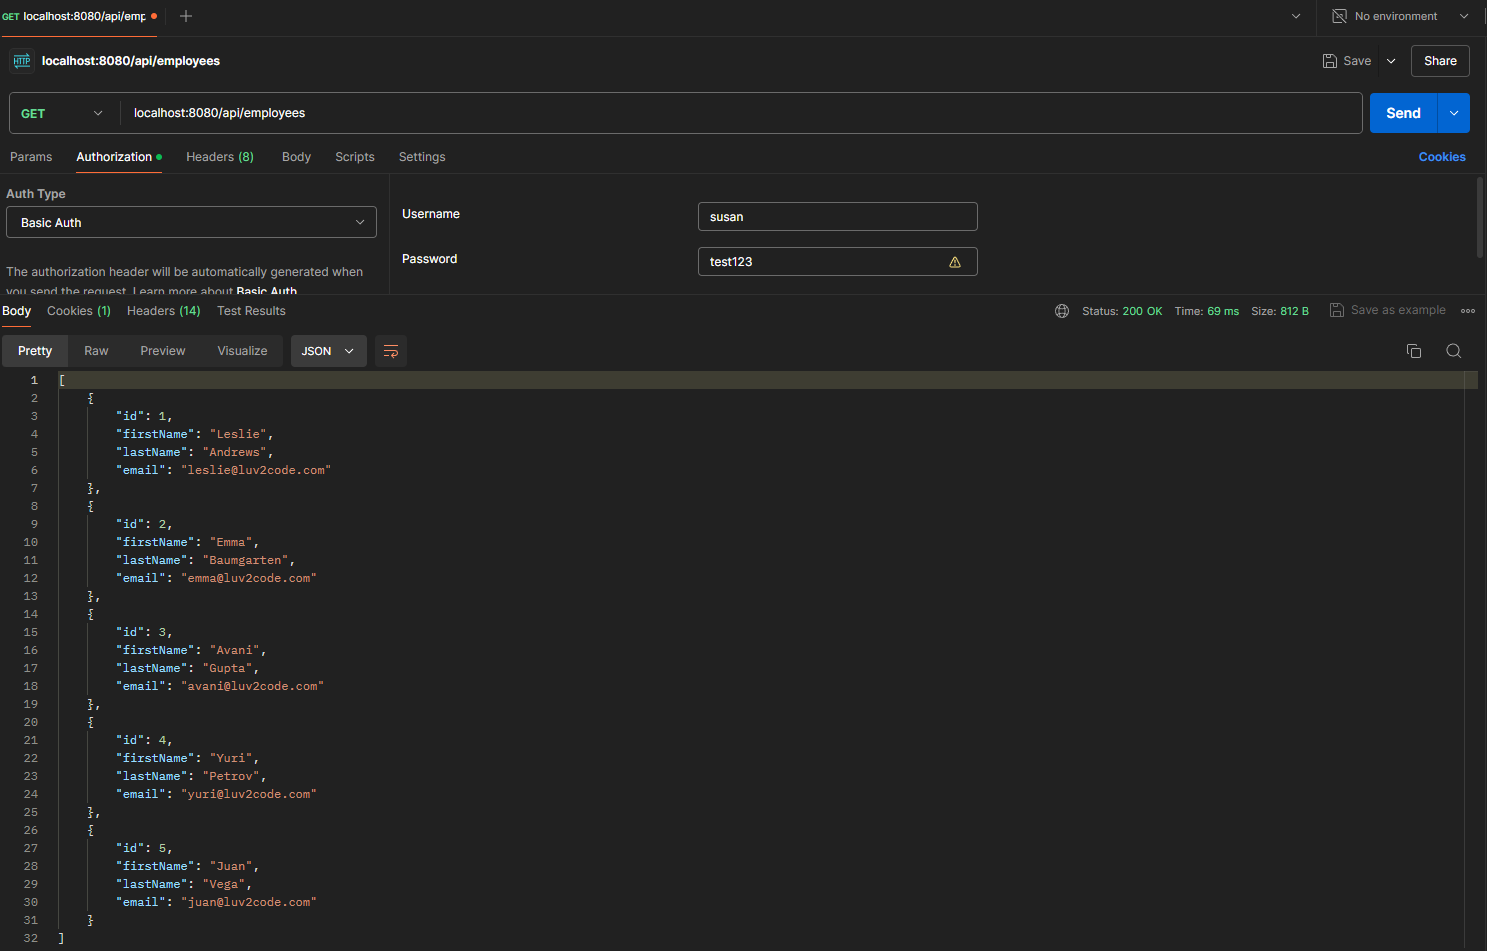 GET localhost:8080/api/emp
No environment
HTTP localhost:8080/api/employees
Save
Share
GET localhost:8080/api/employees
Send
Params Authorization Headers (8) Body Scripts Settings
Cookies
Auth Type
Basic Auth
Username susan
Password test123
The authorization header will be automatically generated when
you send the request. Learn more about Basic Auth
Body Cookies (1) Headers (14) Test Results
Status: 200 OK Time: 69 ms Size: 812 B
Save as example
Pretty Raw Preview Visualize JSON
1 [
2 {
3 "id": 1,
4 "firstName": "Leslie",
5 "lastName": "Andrews",
6 "email": "leslie@luv2code.com"
7 },
8 {
9 "id": 2,
10 "firstName": "Emma",
11 "lastName": "Baumgarten",
12 "email": "emma@luv2code.com"
13 },
14 {
15 "id": 3,
16 "firstName": "Avani",
17 "lastName": "Gupta",
18 "email": "avani@luv2code.com"
19 },
20 {
21 "id": 4,
22 "firstName": "Yuri",
23 "lastName": "Petrov",
24 "email": "yuri@luv2code.com"
25 },
26 {
27 "id": 5,
28 "firstName": "Juan",
29 "lastName": "Vega",
30 "email": "juan@luv2code.com"
31 }
32 ]